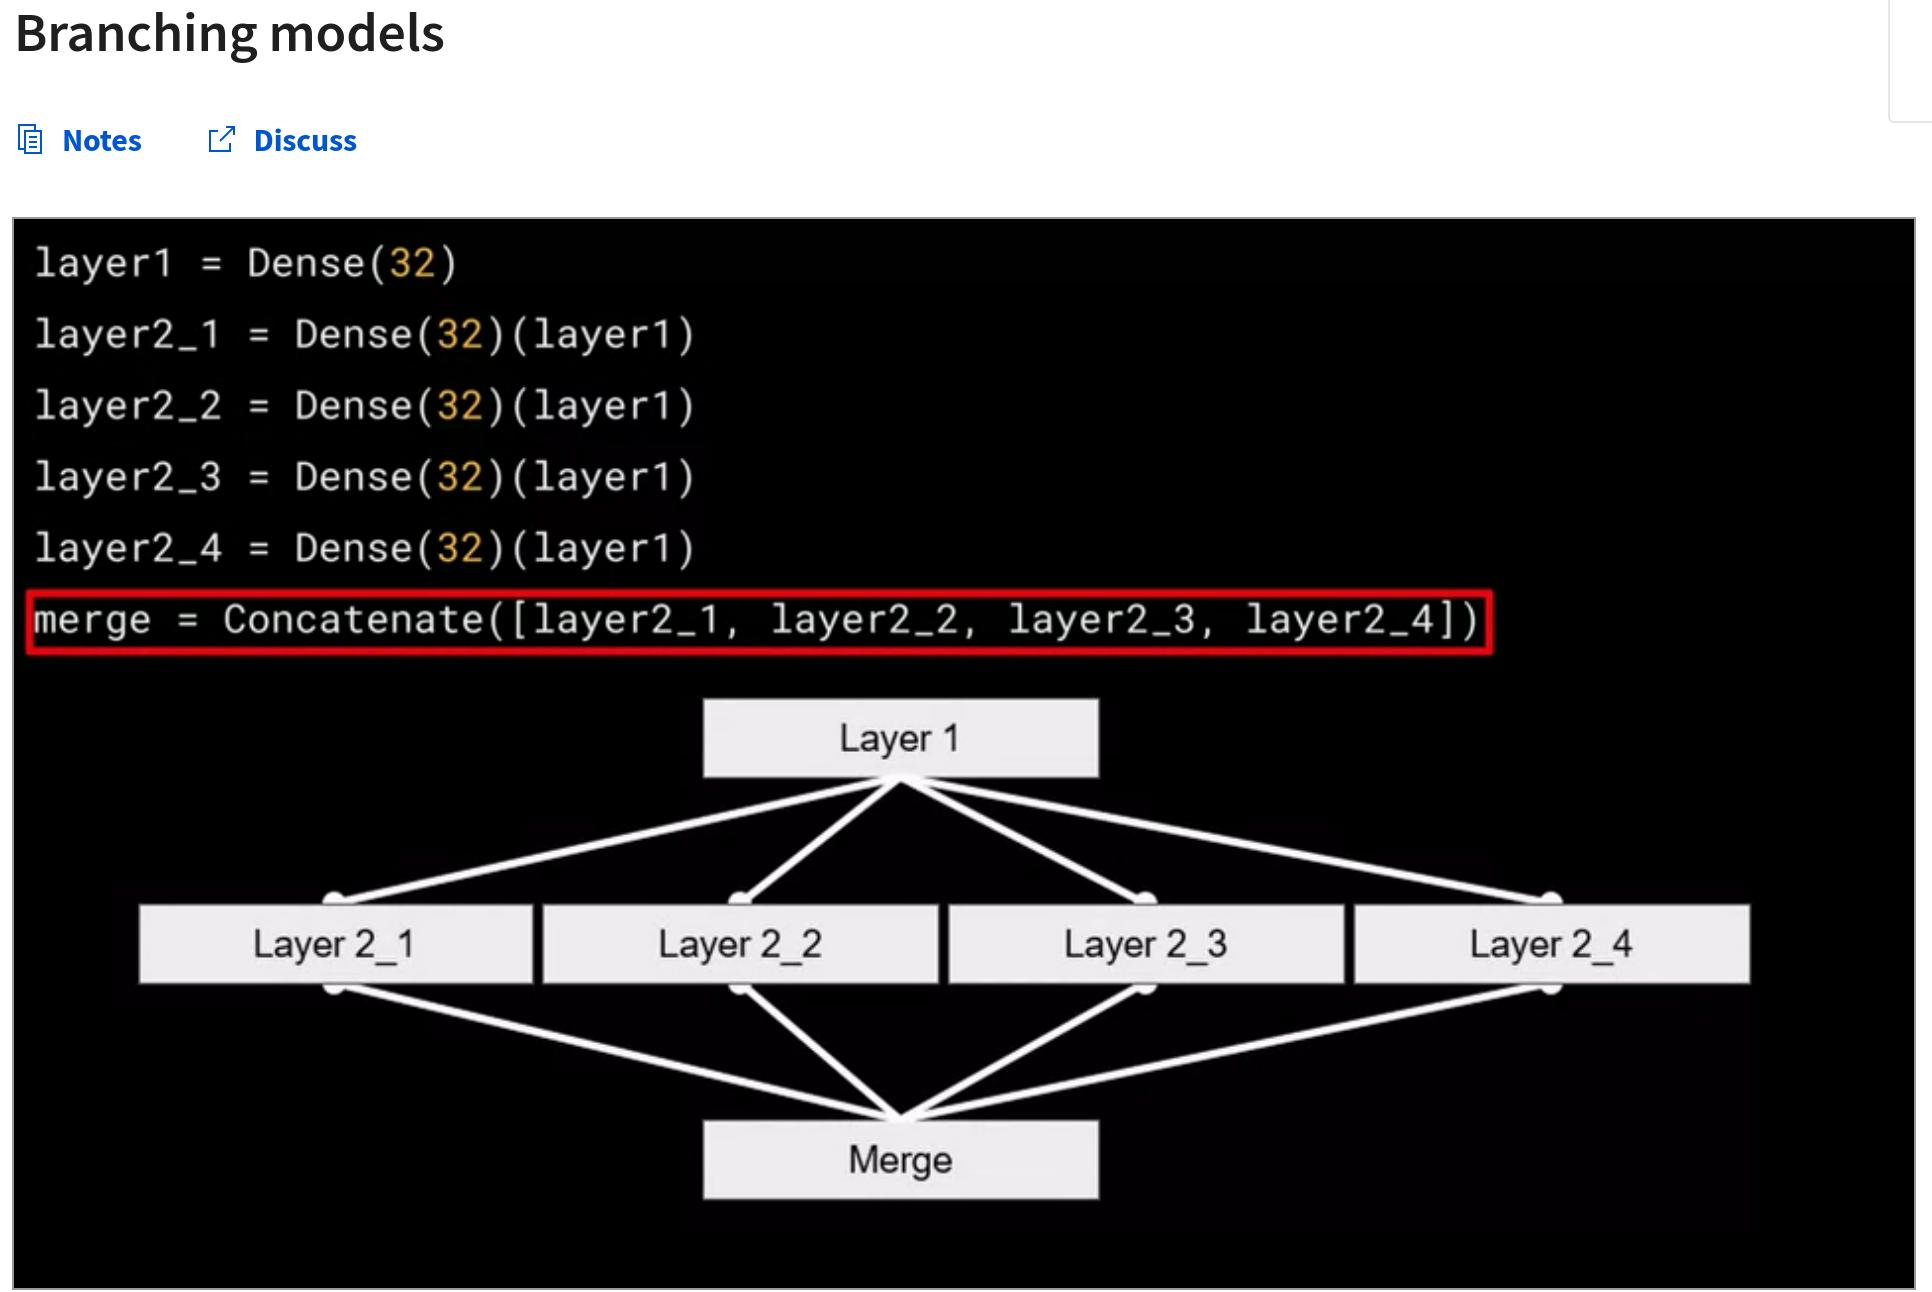 Branching models
Notes Discuss
layer1 = Dense(32)
layer2_1 = Dense(32)(layer1)
layer2_2 = Dense(32)(layer1)
layer2_3 = Dense(32)(layer1)
layer2_4 = Dense(32)(layer1)
merge = Concatenate([layer2_1, layer2_2, layer2_3, layer2_4])
Layer 1
Layer 2_1 Layer 2_2 Layer 2_3 Layer 2_4
Merge